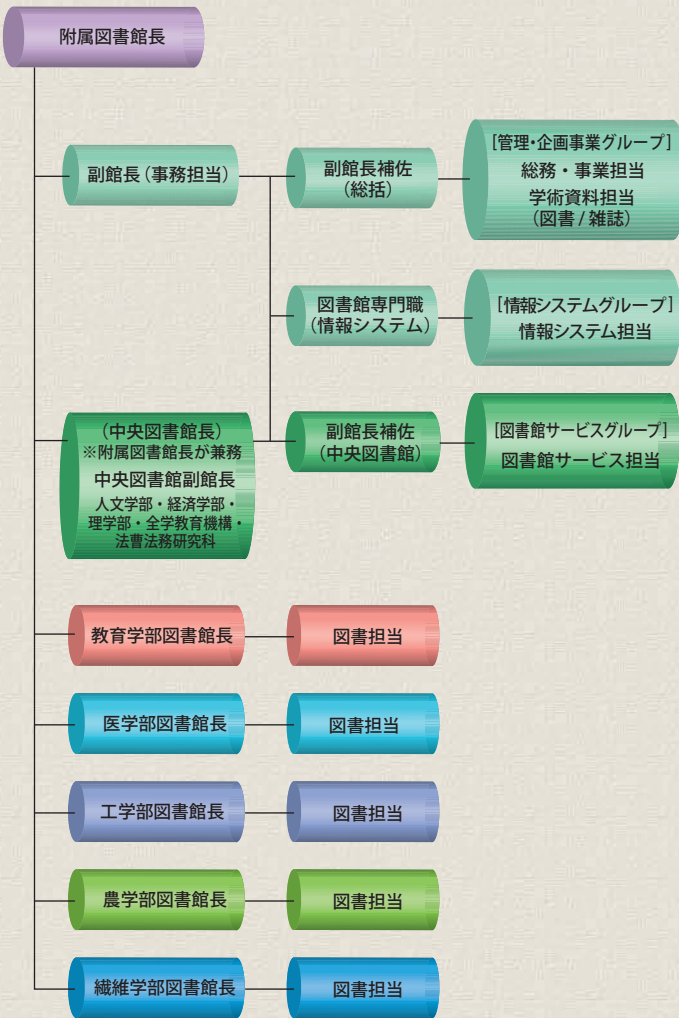 附属図書館長
副館長(事務担当)
副館長補佐
(総括)
[管理・企画事業グループ]
総務・事業担当
学術資料担当
(図書/雑誌)
図書館専門職
(情報システム)
[情報システムグループ]
情報システム担当
(中央図書館長)
※附属図書館長が兼務
中央図書館副館長
人文学部・経済学部・
理学部・全学教育機構・
法曹法務研究科
副館長補佐
(中央図書館)
[図書館サービスグループ]
図書館サービス担当
教育学部図書館長
図書担当
医学部図書館長
図書担当
工学部図書館長
図書担当
農学部図書館長
図書担当
繊維学部図書館長
図書担当